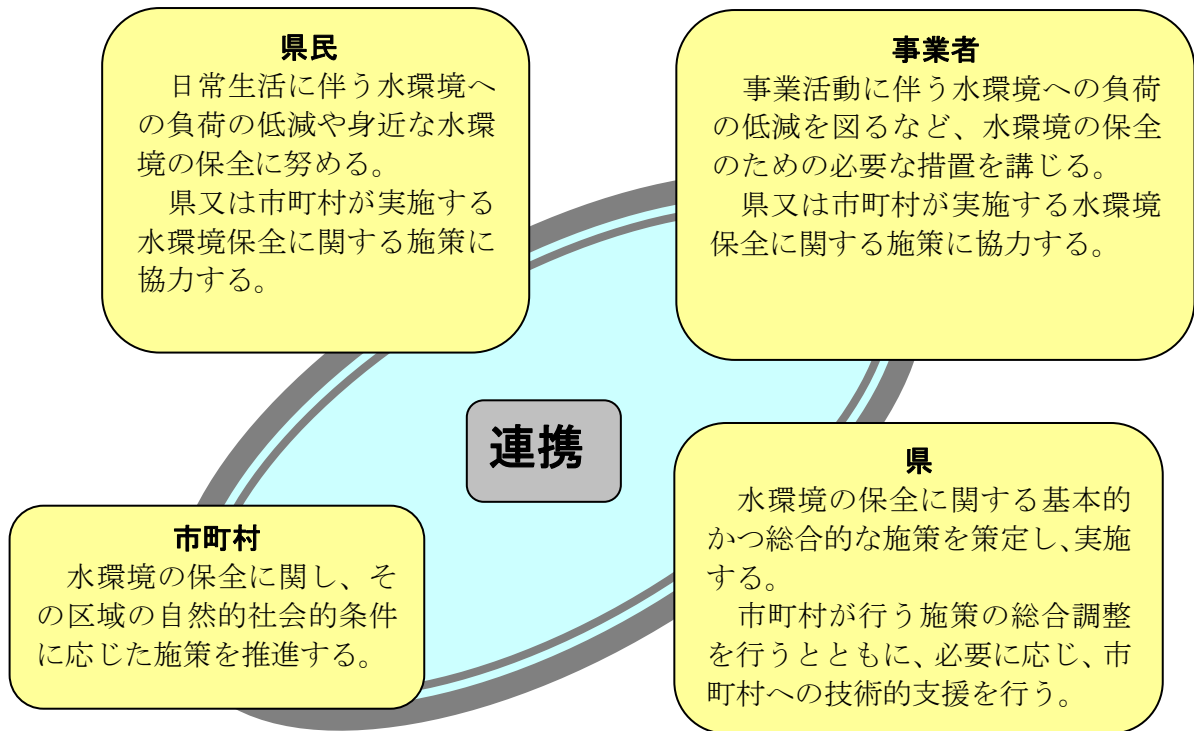 県民
日常生活に伴う水環境へ
の負荷の低減や身近な水環
境の保全に努める。
県又は市町村が実施する
水環境保全に関する施策に
協力する。
事業者
事業活動に伴う水環境への負荷
の低減を図るなど、水環境の保全
のための必要な措置を講じる。
県又は市町村が実施する水環境
保全に関する施策に協力する。
連携
市町村
水環境の保全に関し、そ
の区域の自然的社会的条件
に応じた施策を推進する。
県
水環境の保全に関する基本的
かつ総合的な施策を策定し、実施
する。
市町村が行う施策の総合調整
を行うとともに、必要に応じ、市
町村への技術的支援を行う。